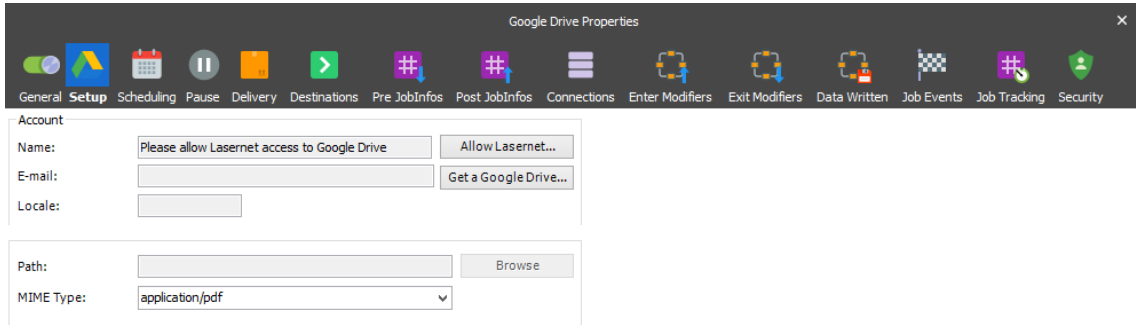 Google Drive Properties
General Setup Scheduling Pause Delivery Destinations Pre JobInfos Post JobInfos Connections Enter Modifiers Exit Modifiers Data Written Job Events Job Tracking Security
Account
Name: Please allow Lasernet access to Google Drive Allow Lasernet...
E-mail: Get a Google Drive...
Locale:
Path: Browse
MIME Type: application/pdf